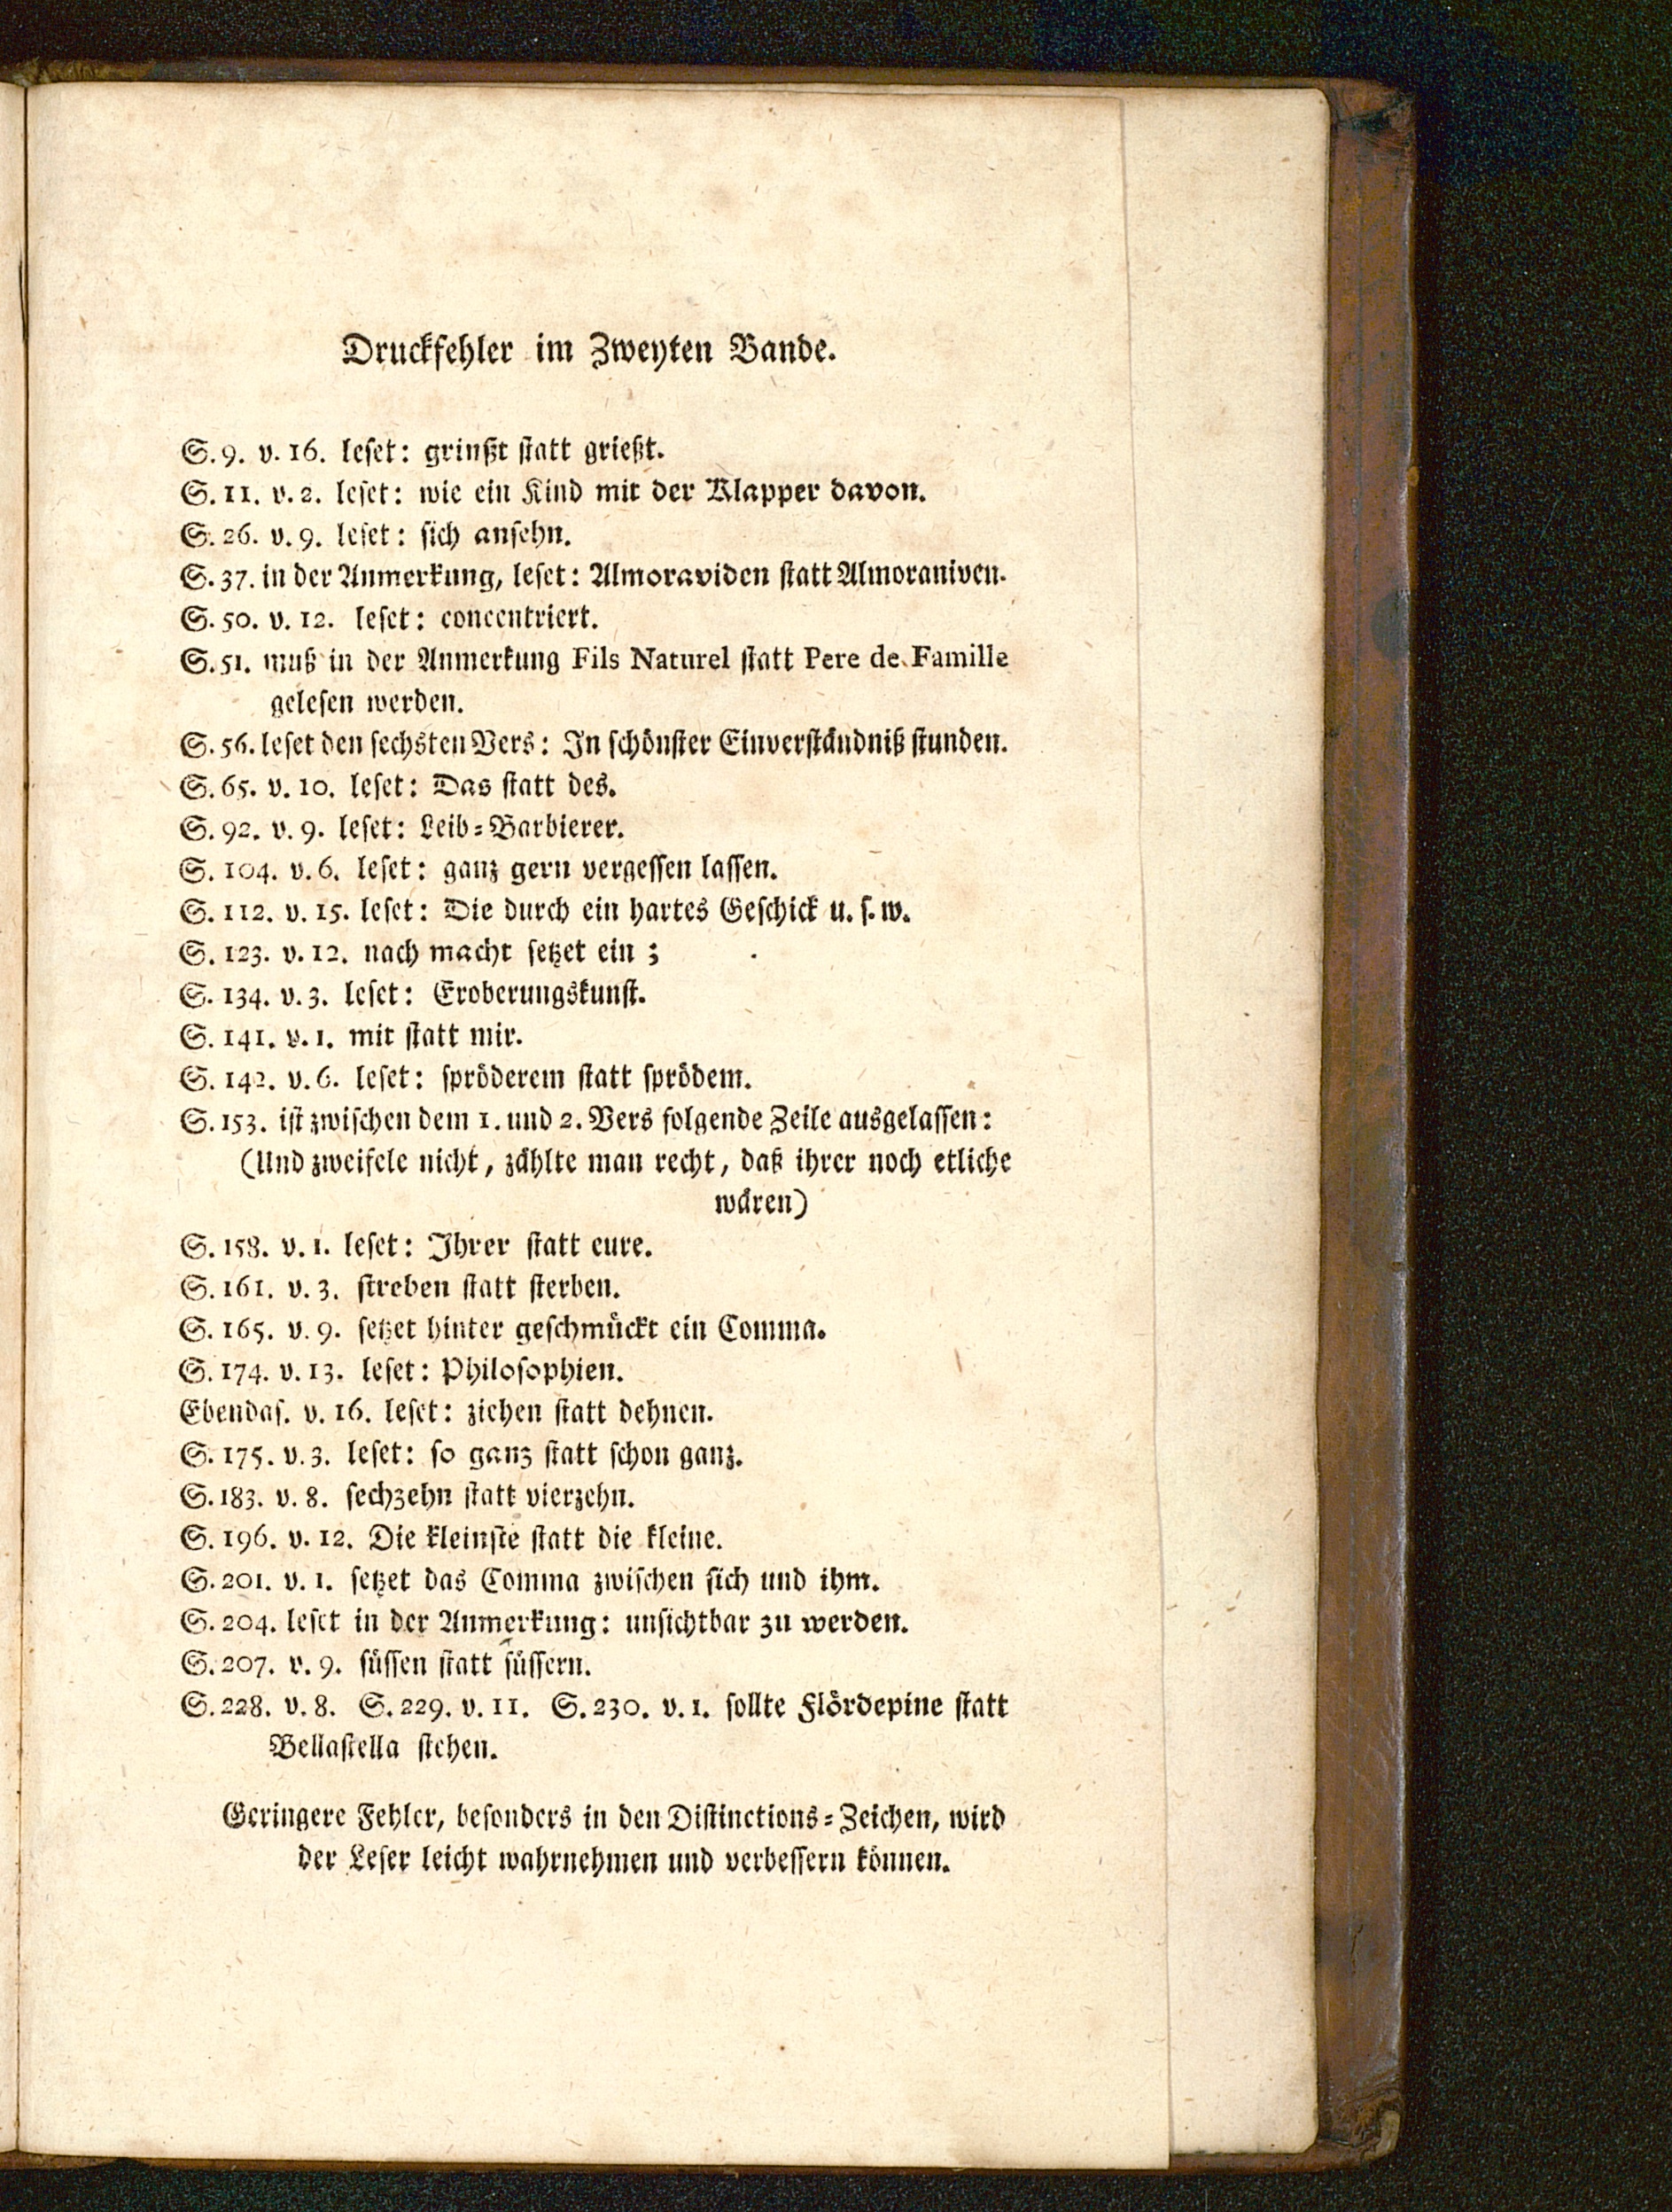 Druckfehler im Zweyten Bande.
S. 9. v. 16. leſet: grinßt ſtatt grießt.
S. 11. v. 2. leſet: wie ein Kind mit der Klapper davon.
S. 26. v. 9. leſet: ſich anſehn.
S. 37. in der Anmerkung, leſet: Almoraviden ſtatt Almoraniven.
S. 50. v. 12. leſet: concentriert.
S. 51. muß in der Anmerkung Fils Naturel ſtatt Pere de Famille
geleſen werden.
S. 56. leſet den ſechsten Vers: In ſchönſter Einverſtändniß ſtunden.
S. 65. v. 10. leſet: Das ſtatt des.
S. 92. v. 9. leſet: Leib=Barbierer.
S. 104. v. 6. leſet: ganz gern vergeſſen laſſen.
S. 112. v. 15. leſet: Die durch ein hartes Geſchick u. ſ. w.
S. 123. v. 12. nach macht ſetzet ein ;
S. 134. v. 3. leſet: Eroberungskunſt.
S. 141. v. 1. mit ſtatt mir.
S. 142. v. 6. leſet: ſpröderem ſtatt ſprödem.
S. 153. iſt zwiſchen dem 1. und 2. Vers folgende Zeile ausgelaſſen:
(Und zweifele nicht, zählte man recht, daß ihrer noch etliche
wären)
S. 158. v. 1. leſet: Ihrer ſtatt eure.
S. 161. v. 3. ſtreben ſtatt ſterben.
S. 165. v. 9. ſetzet hinter geſchmückt ein Comma.
S. 174. v. 13. leſet: Philoſophien.
Ebendaſ. v. 16. leſet: ziehen ſtatt dehnen.
S. 175. v. 3. leſet: ſo ganz ſtatt ſchon ganz.
S. 183. v. 8. ſechzehn ſtatt vierzehn.
S. 196. v. 12. Die kleinſte ſtatt die kleine.
S. 201. v. 1. ſetzet das Comma zwiſchen ſich und ihm.
S. 204. leſet in der Anmerkung: unſichtbar zu werden.
S. 207. v. 9. ſüſſen ſtatt ſüſſern.
S. 228. v. 8. S. 229. v. 11. S. 230. v. 1. ſollte Flördepine ſtatt
Bellaſtella ſtehen.
Geringere Fehler, beſonders in den Diſtinctions=Zeichen, wird
der Leſer leicht wahrnehmen und verbeſſern können.